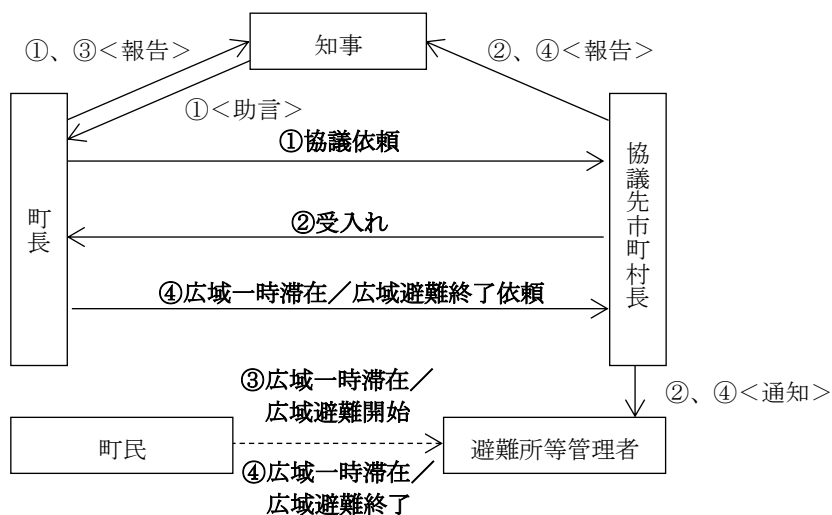 知事
①、③＜報告＞
②、④＜報告＞
①＜助言＞
①協議依頼
町長
協議先市町村長
②受入れ
④広域一時滞在／広域避難終了依頼
③広域一時滞在／
広域避難開始
②、④＜通知＞
町民
避難所等管理者
④広域一時滞在／
広域避難終了